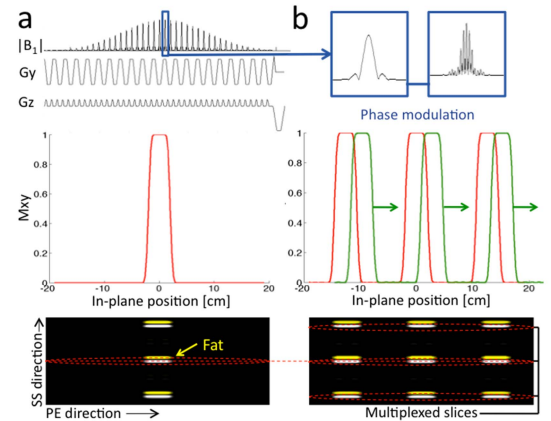 a
b
|B₁|
Gy
Gz
Phase modulation
1
0.8
0.6
0.4
0.2
0
Mxy
-20
-10
0
10
20
In-plane position [cm]
1
0.8
0.6
0.4
0.2
0
-10
0
10
20
In-plane position [cm]
SS direction
Fat
PE direction
Multiplexed slices